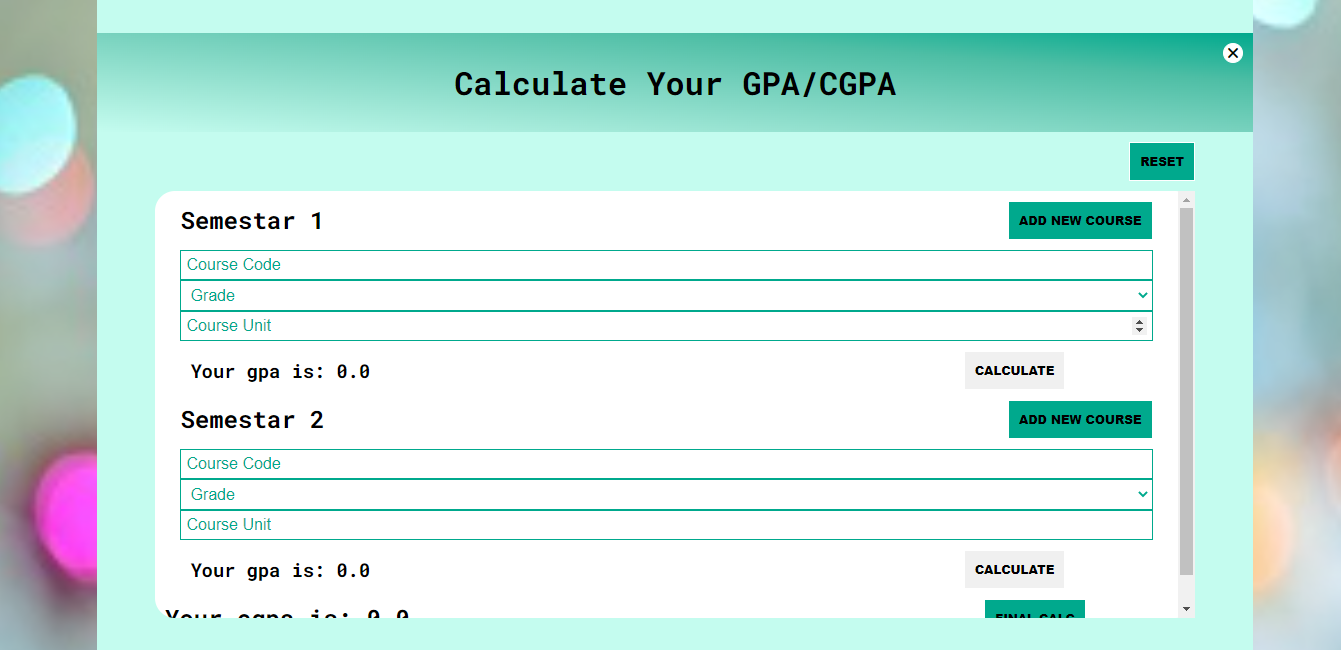 Calculate Your GPA/CGPA
RESET
Semestar 1
ADD NEW COURSE
Course Code
Grade
Course Unit
Your gpa is: 0.0
CALCULATE
Semestar 2
ADD NEW COURSE
Course Code
Grade
Course Unit
Your gpa is: 0.0
CALCULATE
Your cgpa is: 0.0
FINAL CALC